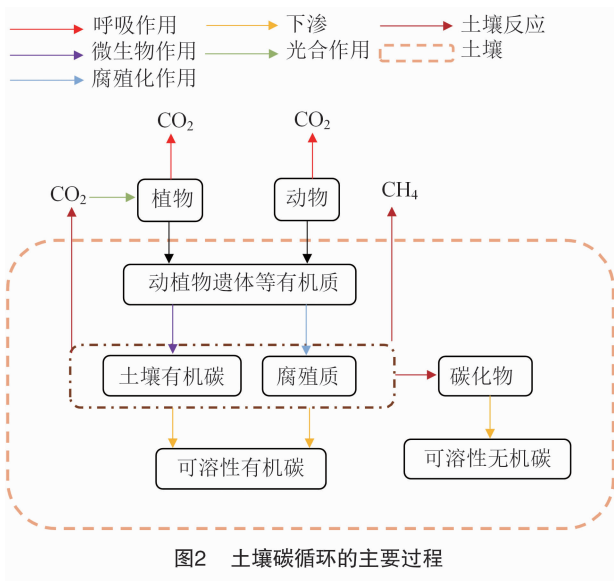 呼吸作用 下渗 土壤反应
微生物作用 光合作用 土壤
腐殖化作用
CO₂ CO₂
CO₂ 植物 动物 CH₄
动植物遗体等有机质
土壤有机碳 腐殖质 碳化物
可溶性有机碳 可溶性无机碳
图2 土壤碳循环的主要过程